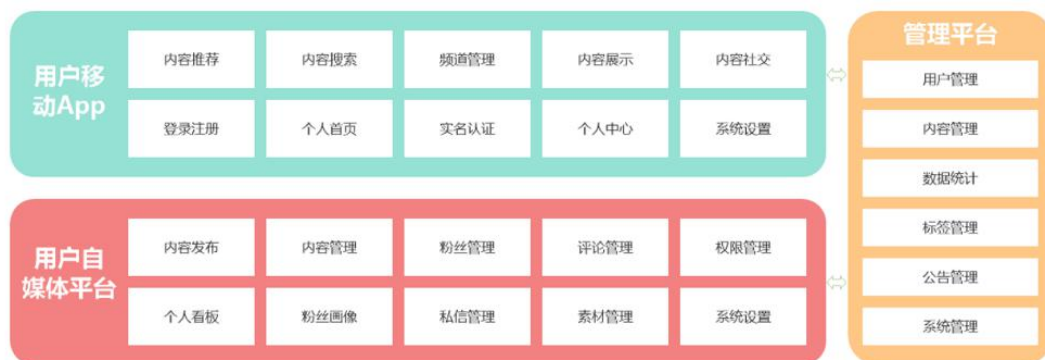 用户移
动App
内容推荐
内容搜索
频道管理
内容展示
内容社交
登录注册
个人首页
实名认证
个人中心
系统设置
用户自
媒体平台
内容发布
内容管理
粉丝管理
评论管理
权限管理
个人看板
粉丝画像
私信管理
素材管理
系统设置
管理平台
用户管理
内容管理
数据统计
标签管理
公告管理
系统管理